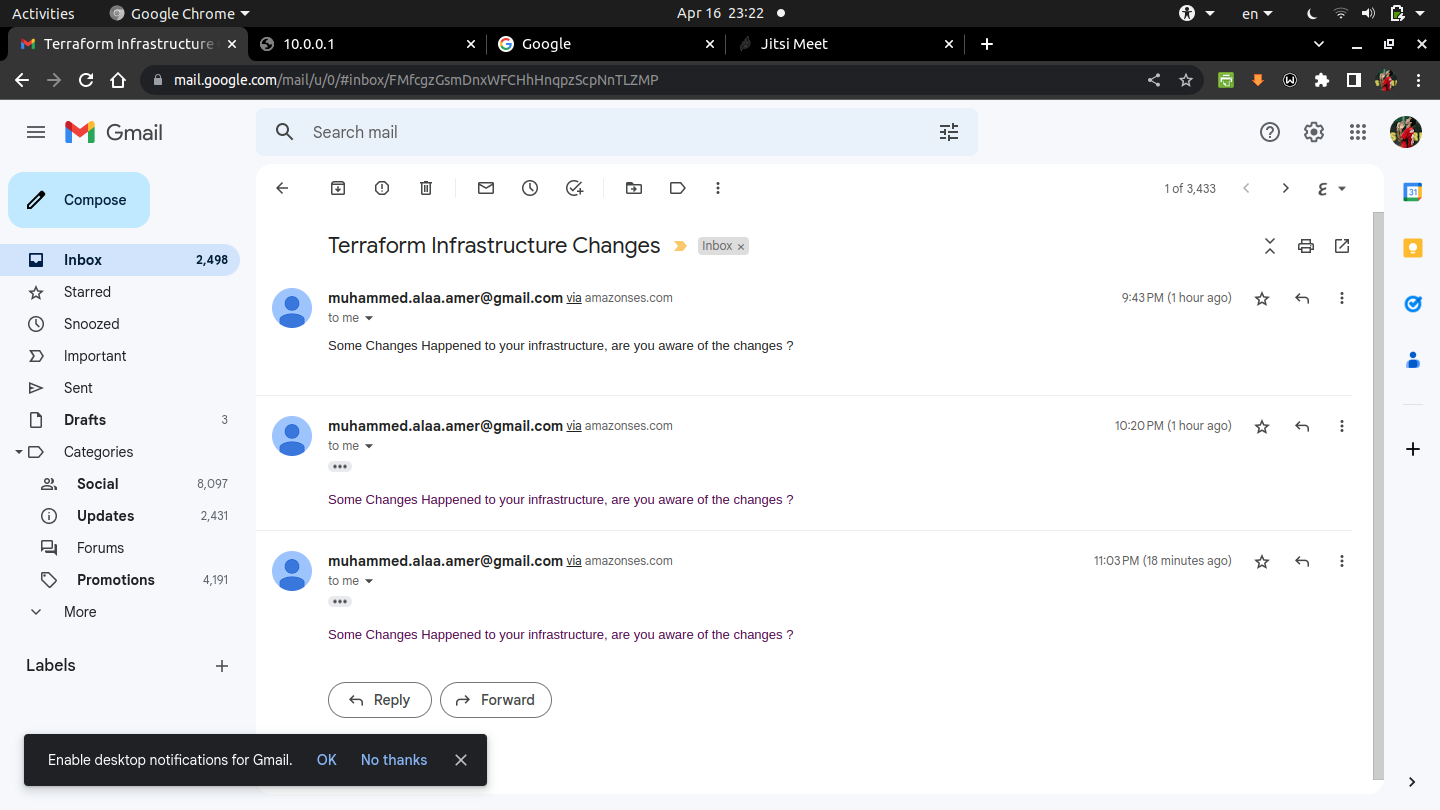 Activities
Google Chrome
Apr 16 23:22
en
Terraform Infrastructure
10.0.0.1
Google
Jitsi Meet
mail.google.com/mail/u/0/#inbox/FMfcgzGsmDnxWFCHhHnqpzScpNnTLZMP
Gmail
Search mail
Compose
1 of 3,433
31
Inbox 2,498
Starred
Snoozed
Important
Sent
Drafts 3
Categories
Social 8,097
Updates 2,431
Forums
Promotions 4,191
More
Labels
Terraform Infrastructure Changes
Inbox
muhammed.alaa.amer@gmail.com via amazonses.com
9:43 PM (1 hour ago)
to me
Some Changes Happened to your infrastructure, are you aware of the changes ?
muhammed.alaa.amer@gmail.com via amazonses.com
10:20 PM (1 hour ago)
to me
Some Changes Happened to your infrastructure, are you aware of the changes ?
muhammed.alaa.amer@gmail.com via amazonses.com
11:03 PM (18 minutes ago)
to me
Some Changes Happened to your infrastructure, are you aware of the changes ?
Reply
Forward
Enable desktop notifications for Gmail. OK No thanks